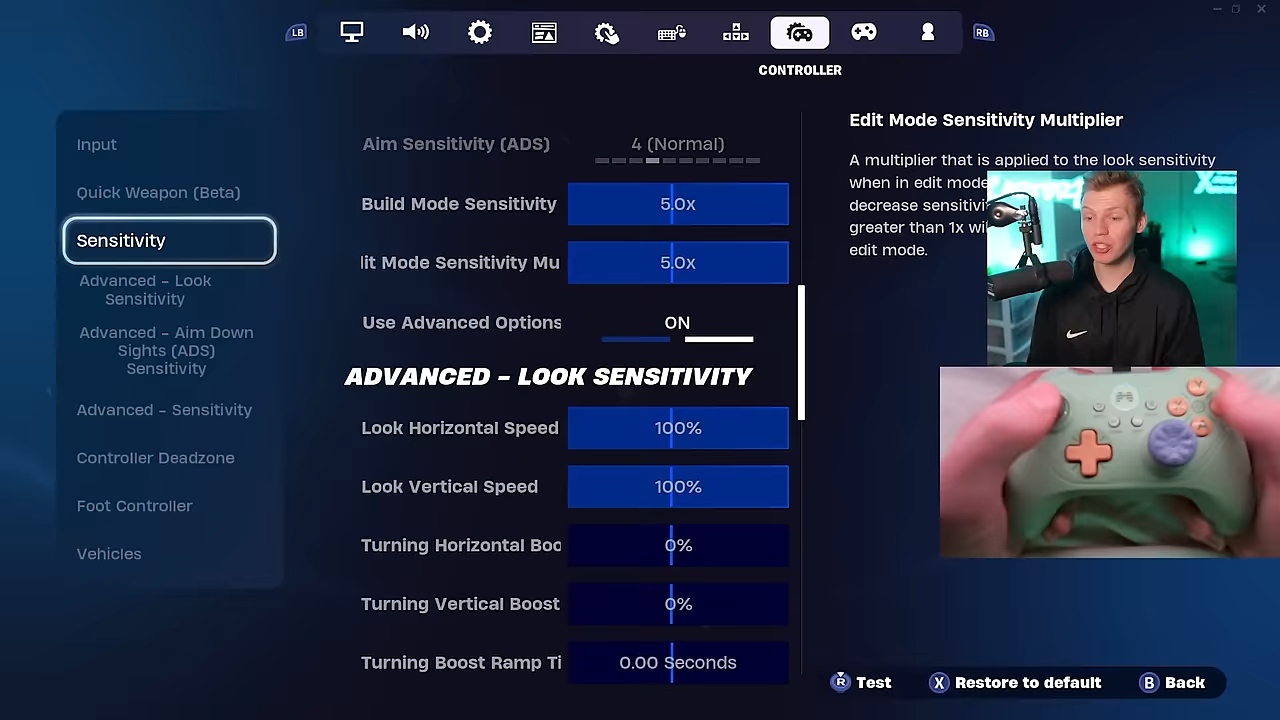 LB
RB
CONTROLLER
Input
Quick Weapon (Beta)
Sensitivity
Advanced - Look
Sensitivity
Advanced - Aim Down
Sights (ADS)
Sensitivity
Advanced - Sensitivity
Controller Deadzone
Foot Controller
Vehicles
Aim Sensitivity (ADS) 4 (Normal)
Build Mode Sensitivity 5.0x
lit Mode Sensitivity Mu 5.0x
Use Advanced Options ON
ADVANCED - LOOK SENSITIVITY
Look Horizontal Speed 100%
Look Vertical Speed 100%
Turning Horizontal Boo 0%
Turning Vertical Boost 0%
Turning Boost Ramp Ti 0.00 Seconds
Edit Mode Sensitivity Multiplier
A multiplier that is applied to the look sensitivity
when in edit mode
decrease sensitivi
greater than 1x wi
edit mode.
R Test X Restore to default B Back